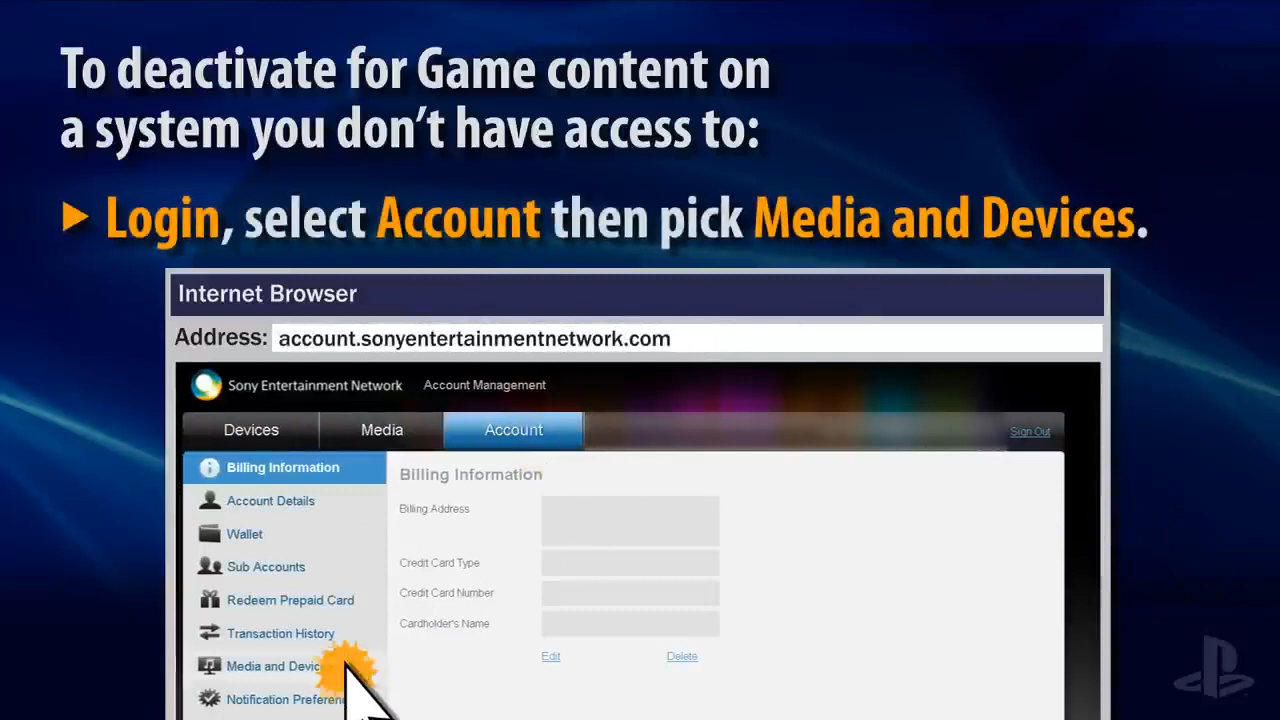 To deactivate for Game content on
a system you don't have access to:
Login, select Account then pick Media and Devices.
Internet Browser
Address: account.sonyentertainmentnetwork.com
Sony Entertainment Network Account Management
Devices Media Account Sign Out
Billing Information
Account Details
Wallet
Sub Accounts
Redeem Prepaid Card
Transaction History
Media and
Notification
Billing Information
Billing Address
Credit Card Type
Credit Card Number
Cardholder's Name
Edit Delete